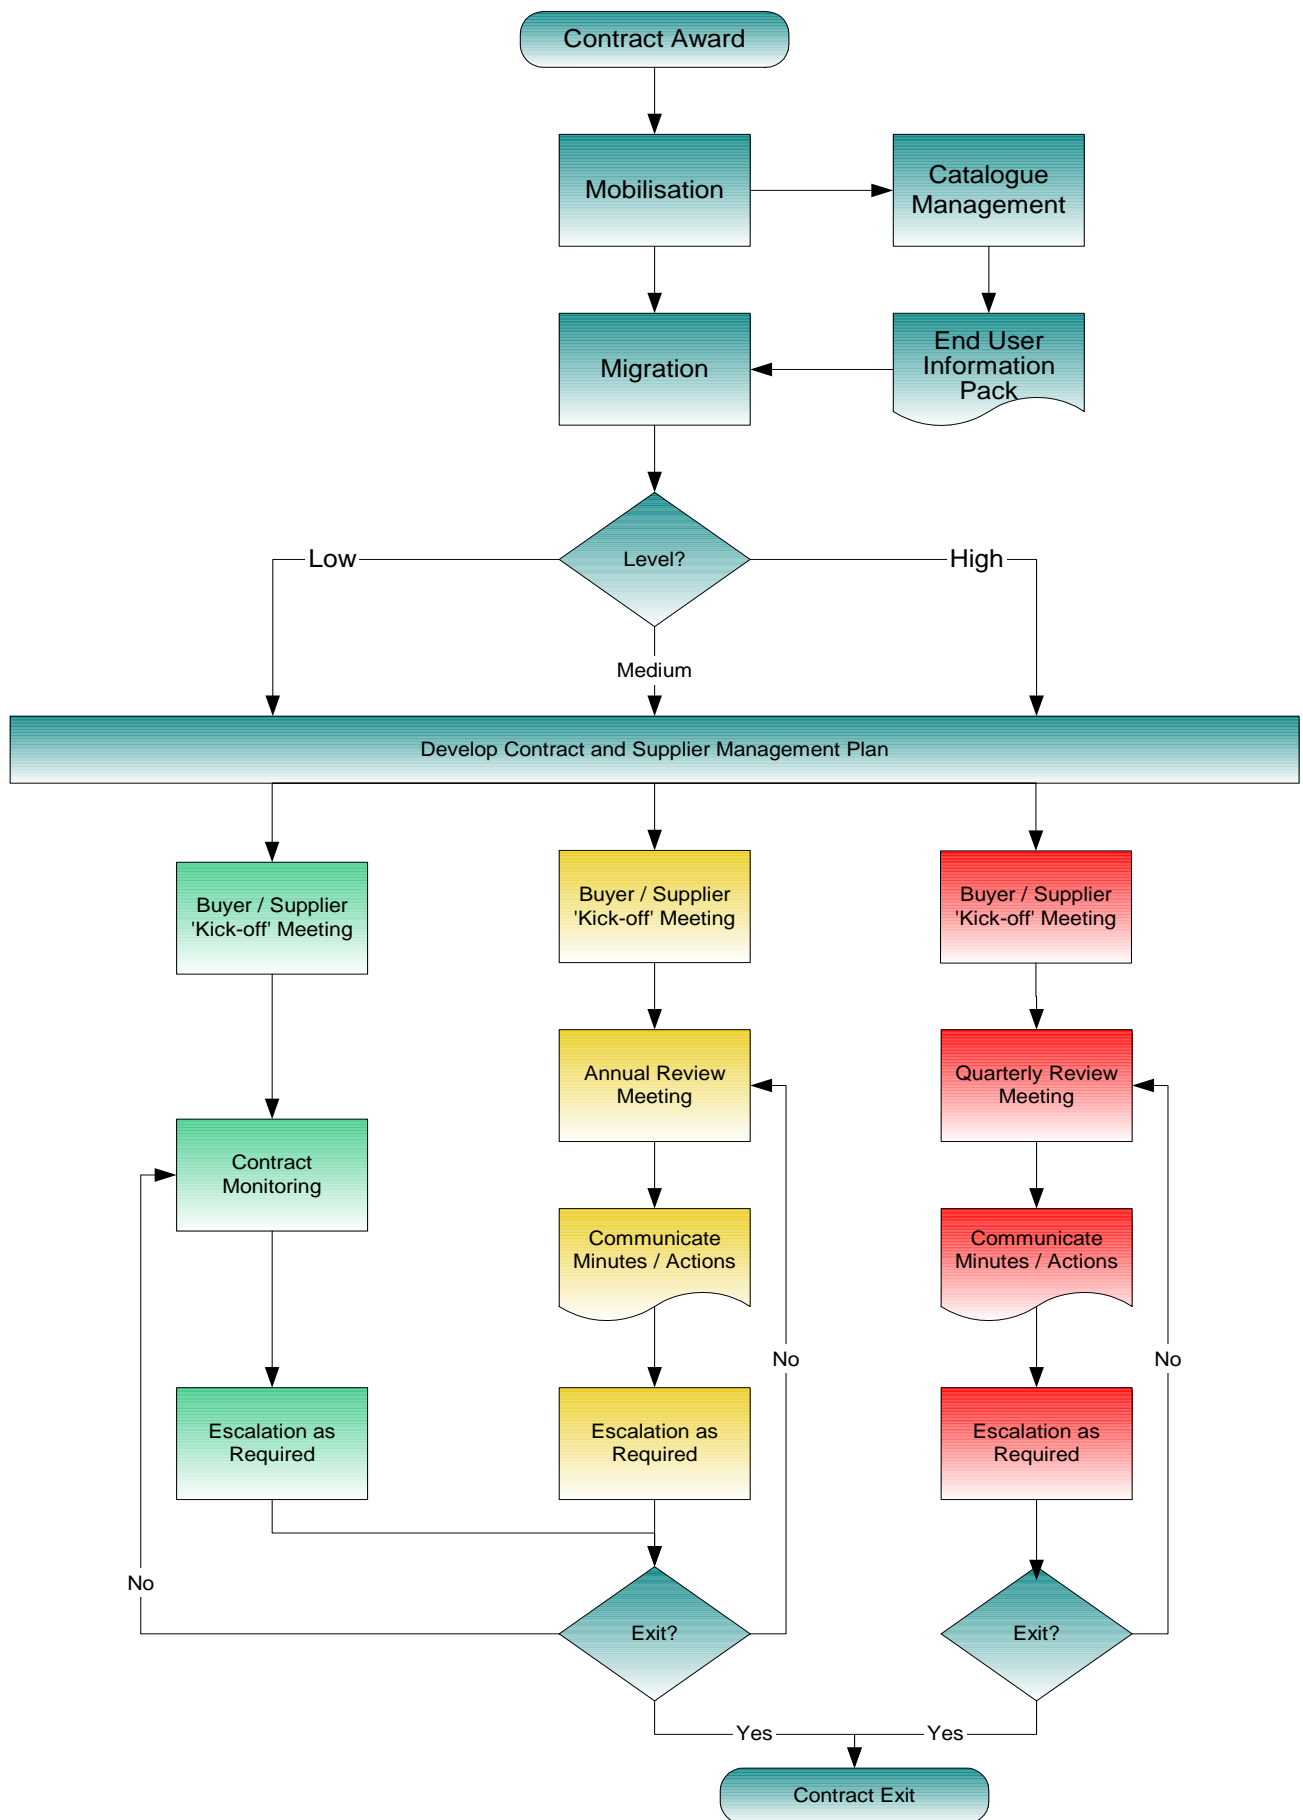 Contract Award
Mobilisation
Catalogue
Management
Migration
End User
Information
Pack
Level?
Low
High
Medium
Develop Contract and Supplier Management Plan
Buyer / Supplier
'Kick-off' Meeting
Buyer / Supplier
'Kick-off' Meeting
Buyer / Supplier
'Kick-off' Meeting
Annual Review
Meeting
Quarterly Review
Meeting
Contract
Monitoring
Communicate
Minutes / Actions
Communicate
Minutes / Actions
No
No
Escalation as
Required
Escalation as
Required
Escalation as
Required
No
Exit?
Exit?
Yes
Yes
Contract Exit